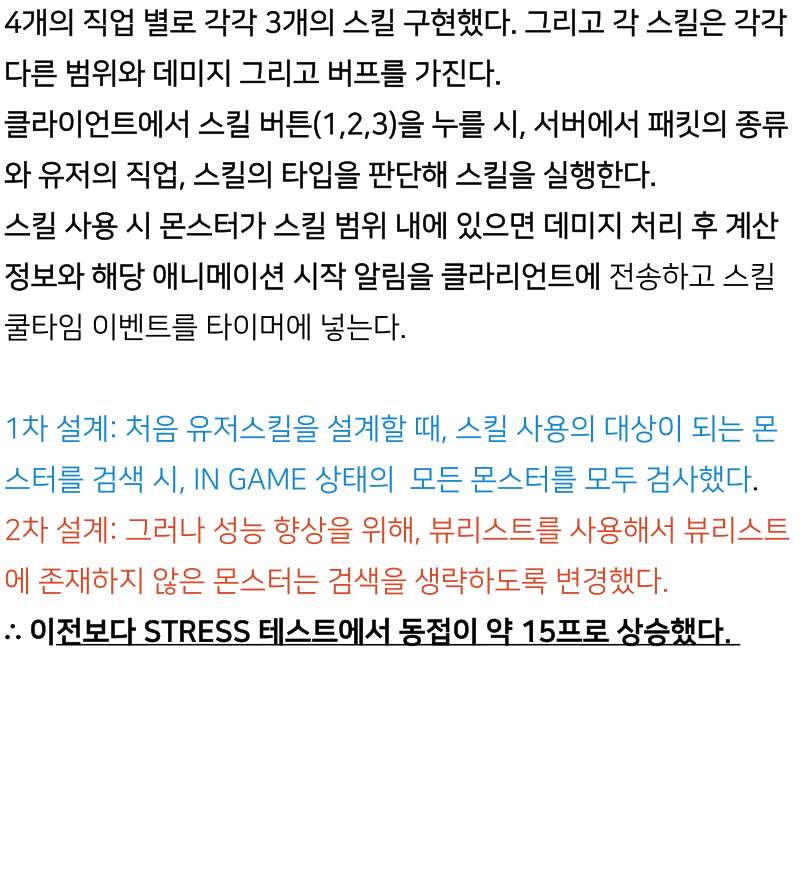 4개의 직업 별로 각각 3개의 스킬 구현했다. 그리고 각 스킬은 각각
다른 범위와 데미지 그리고 버프를 가진다.
클라이언트에서 스킬 버튼(1,2,3)을 누를 시, 서버에서 패킷의 종류
와 유저의 직업, 스킬의 타입을 판단해 스킬을 실행한다.
스킬 사용 시 몬스터가 스킬 범위 내에 있으면 데미지 처리 후 계산
정보와 해당 애니메이션 시작 알림을 클라리언트에 전송하고 스킬
쿨타임 이벤트를 타이머에 넣는다.
1차 설계: 처음 유저스킬을 설계할 때, 스킬 사용의 대상이 되는 몬
스터를 검색 시, IN GAME 상태의  모든 몬스터를 모두 검사했다.
2차 설계: 그러나 성능 향상을 위해, 뷰리스트를 사용해서 뷰리스트
에 존재하지 않은 몬스터는 검색을 생략하도록 변경했다.
∴ 이전보다 STRESS 테스트에서 동접이 약 15프로 상승했다.